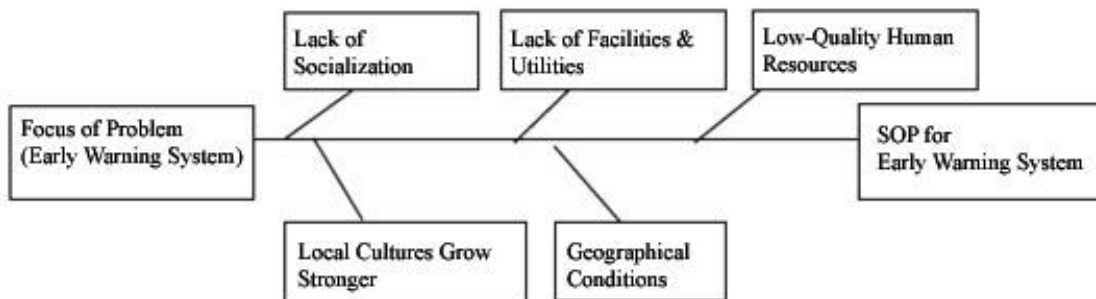 Lack of
Socialization
Lack of Facilities &
Utilities
Low-Quality Human
Resources
Focus of Problem
(Early Warning System)
SOP for
Early Warning System
Local Cultures Grow
Stronger
Geographical
Conditions